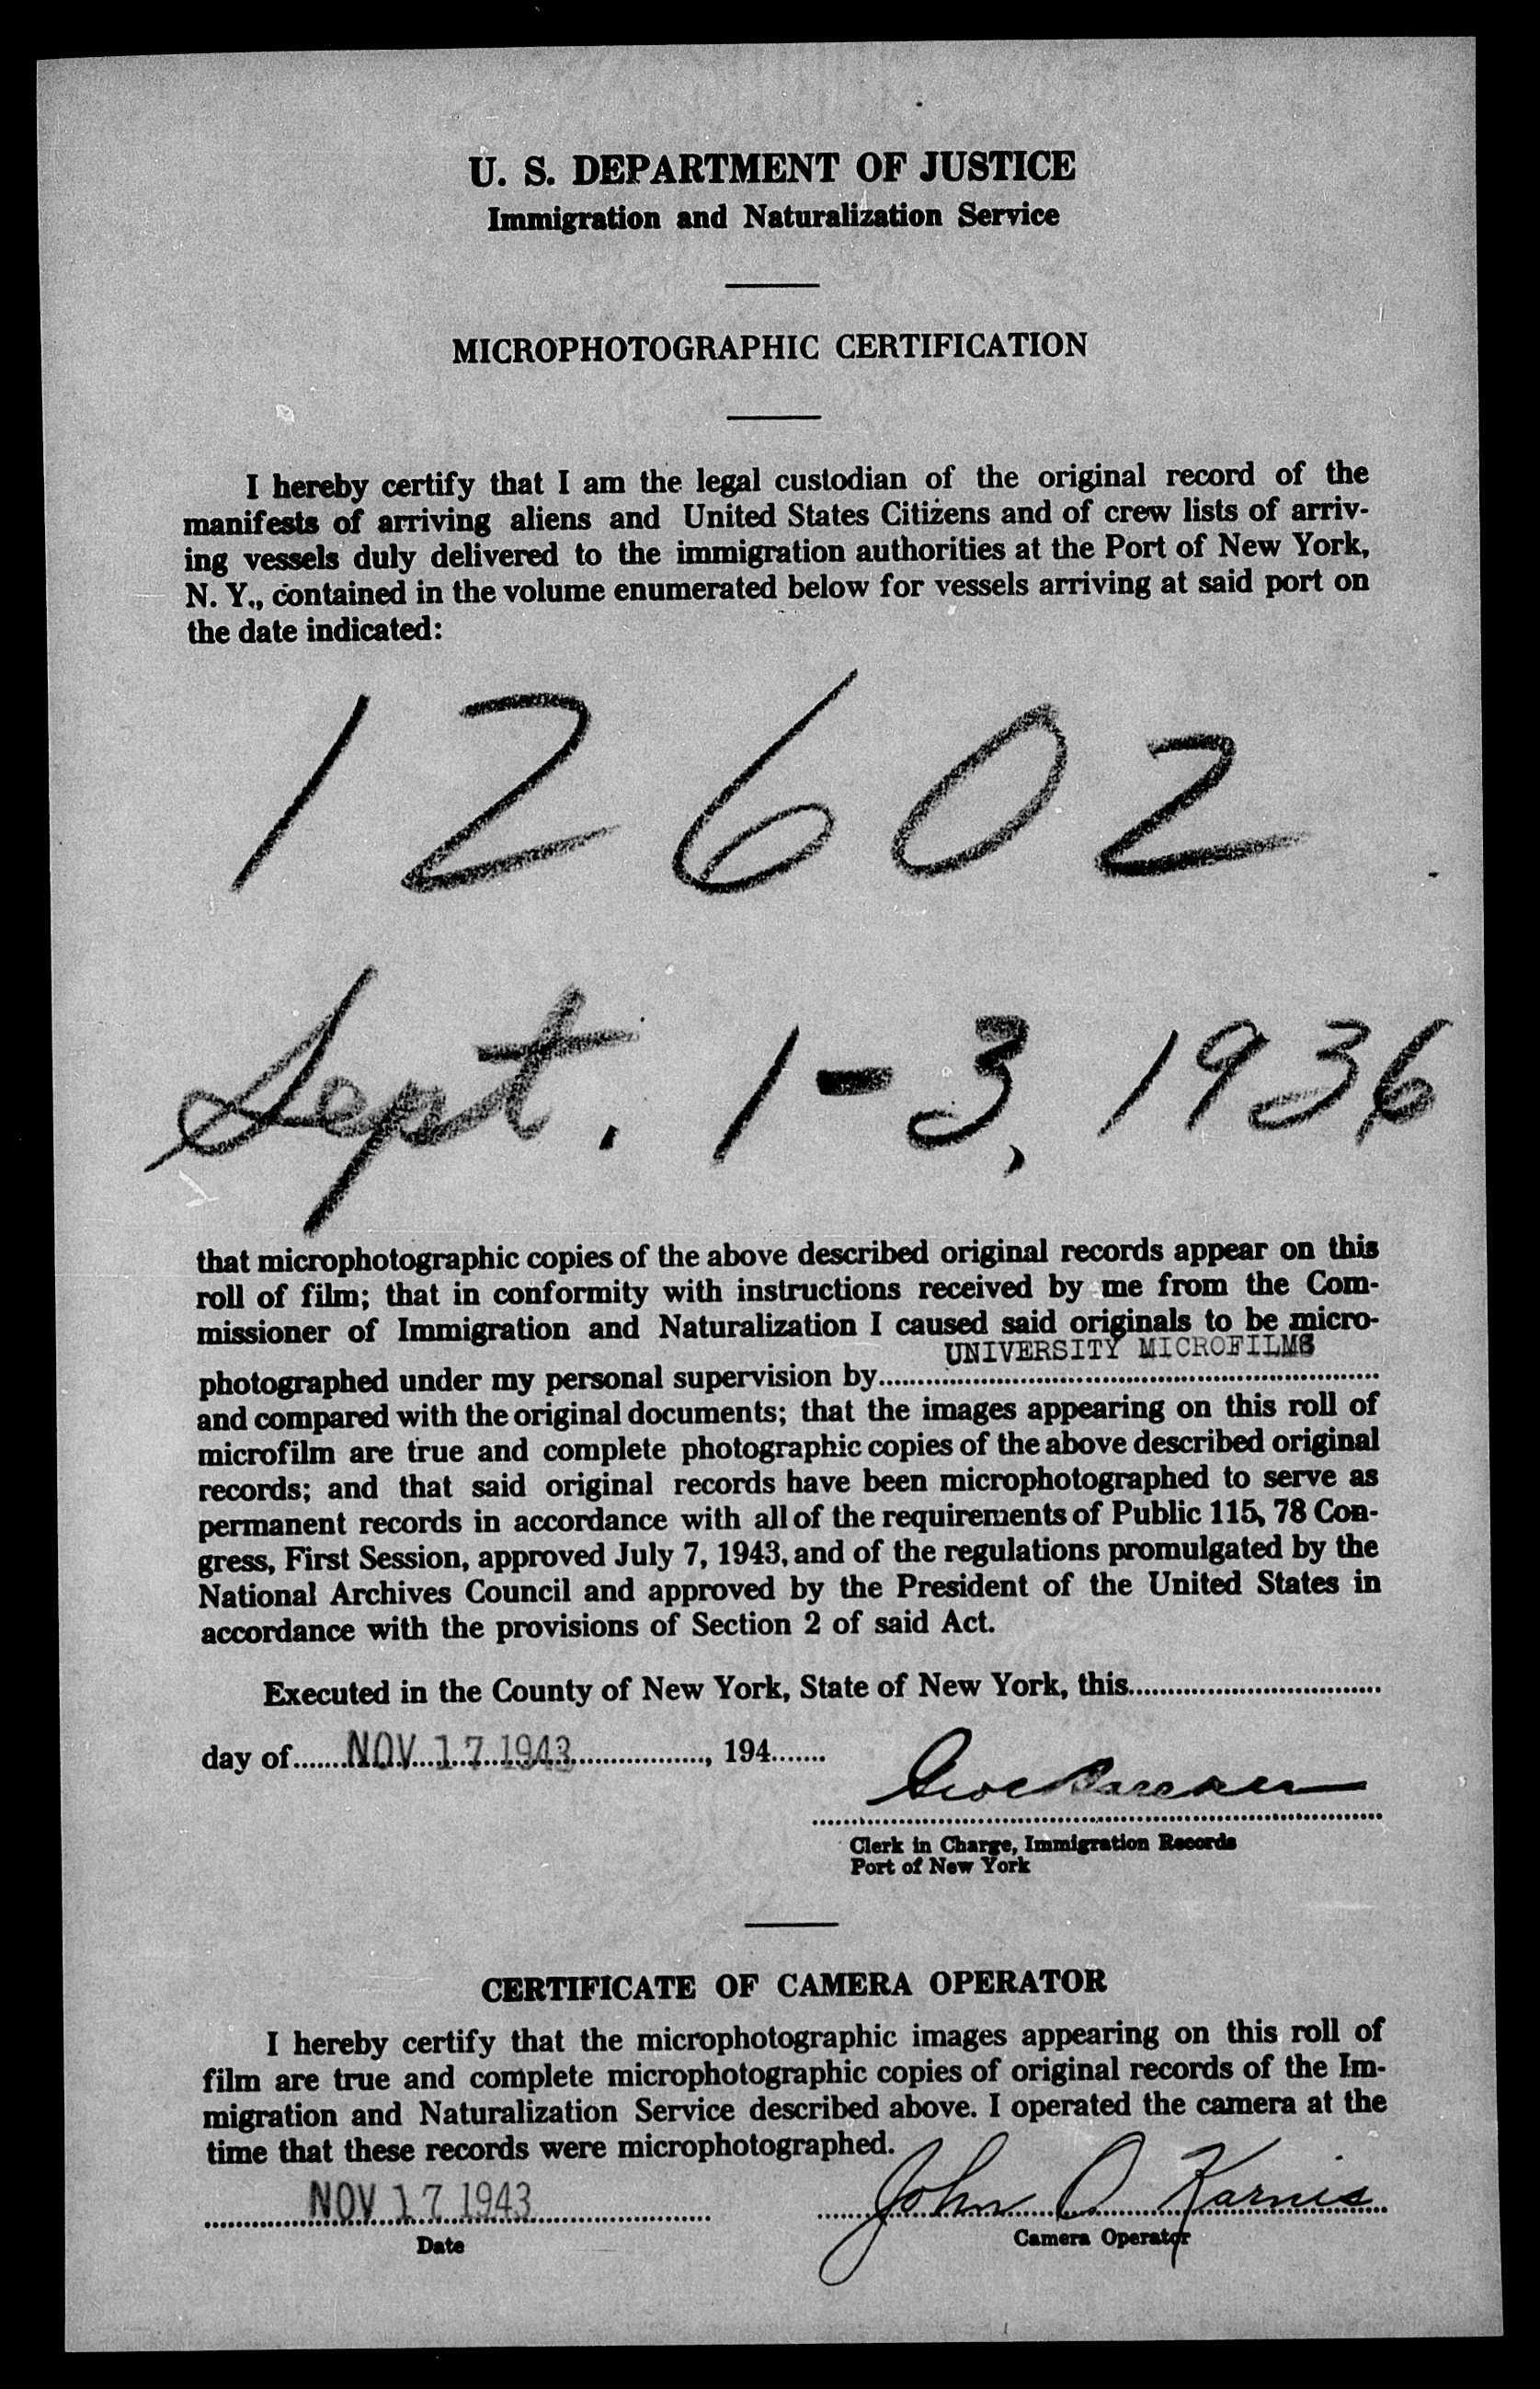 U. S. DEPARTMENT OF JUSTICE
Immigration and Naturalization Service
MICROPHOTOGRAPHIC CERTIFICATION
I hereby certify that I am the legal custodian of the original record of the
manifests of arriving aliens and United States Citizens and of crew lists of arriv-
ing vessels duly delivered to the immigration authorities at the Port of New York,
N. Y., contained in the volume enumerated below for vessels arriving at said port on
the date indicated:
12602
Sept. 1-3, 1936
that microphotographic copies of the above described original records appear on this
roll of film; that in conformity with instructions received by me from the Com-
missioner of Immigration and Naturalization I caused said originals to be micro-
UNIVERSITY MICROFILMS
photographed under my personal supervision by
and compared with the original documents; that the images appearing on this roll of
microfilm are true and complete photographic copies of the above described original
records; and that said original records have been microphotographed to serve as
permanent records in accordance with all of the requirements of Public 115, 78 Con-
gress, First Session, approved July 7, 1943, and of the regulations promulgated by the
National Archives Council and approved by the President of the United States in
accordance with the provisions of Section 2 of said Act.
Executed in the County of New York, State of New York, this
day of NOV 17 1943, 194
Clerk in Charge, Immigration Records
Port of New York
CERTIFICATE OF CAMERA OPERATOR
I hereby certify that the microphotographic images appearing on this roll of
film are true and complete microphotographic copies of original records of the Im-
migration and Naturalization Service described above. I operated the camera at the
time that these records were microphotographed.
NOV 17 1943 John O Karnis
Date Camera Operator